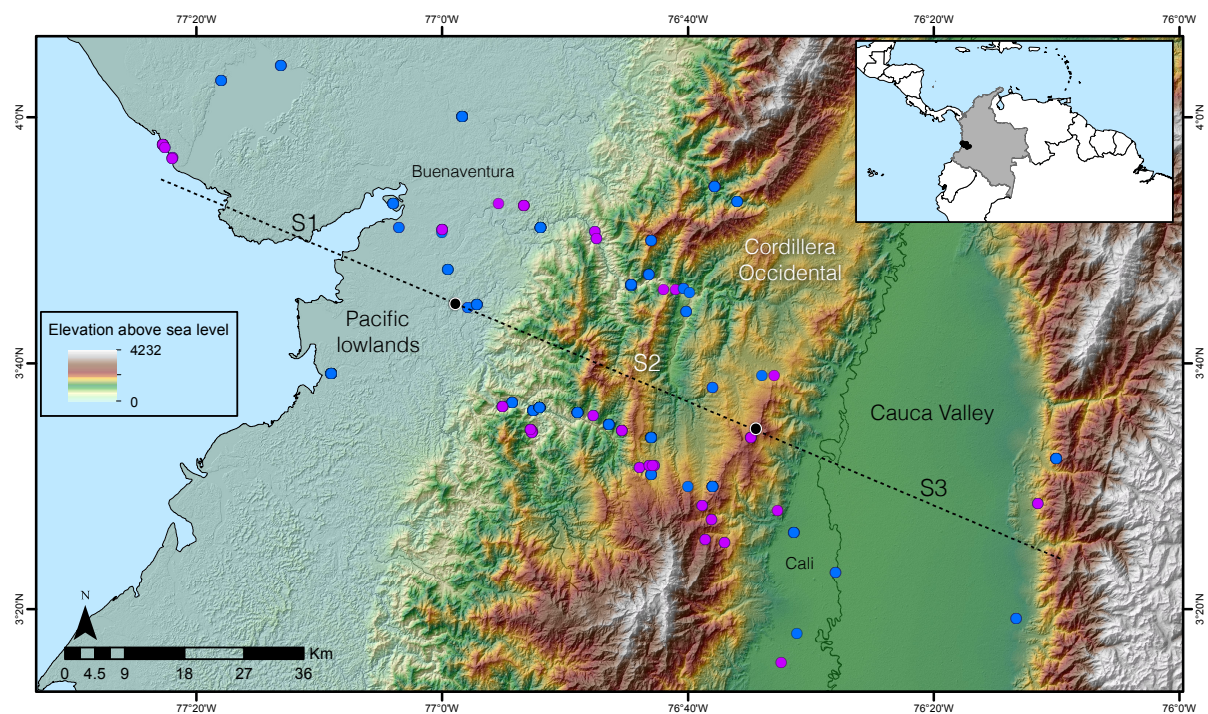 77°20'W 77°0'W 76°40'W 76°20'W 76°0'W
4°0'N 4°0'N
Buenaventura
S1
Cordillera
Occidental
Elevation above sea level
4232
0
Pacific
lowlands
S2
3°40'N 3°40'N
Cauca Valley
S3
Cali
N
3°20'N 3°20'N
Km
0 4.5 9 18 27 36
77°20'W 77°0'W 76°40'W 76°20'W 76°0'W